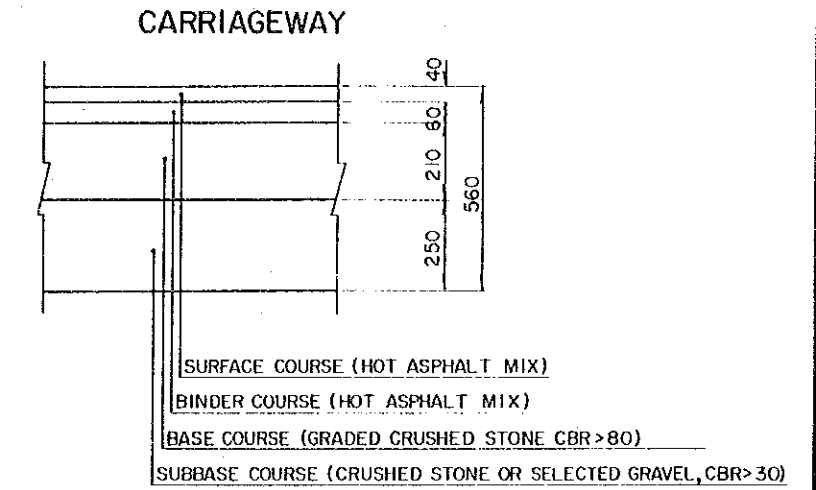 CARRIAGEWAY
40
60
210
560
250
SURFACE COURSE (HOT ASPHALT MIX)
BINDER COURSE (HOT ASPHALT MIX)
BASE COURSE (GRADED CRUSHED STONE CBR>80)
SUBBASE COURSE (CRUSHED STONE OR SELECTED GRAVEL,CBR>30)